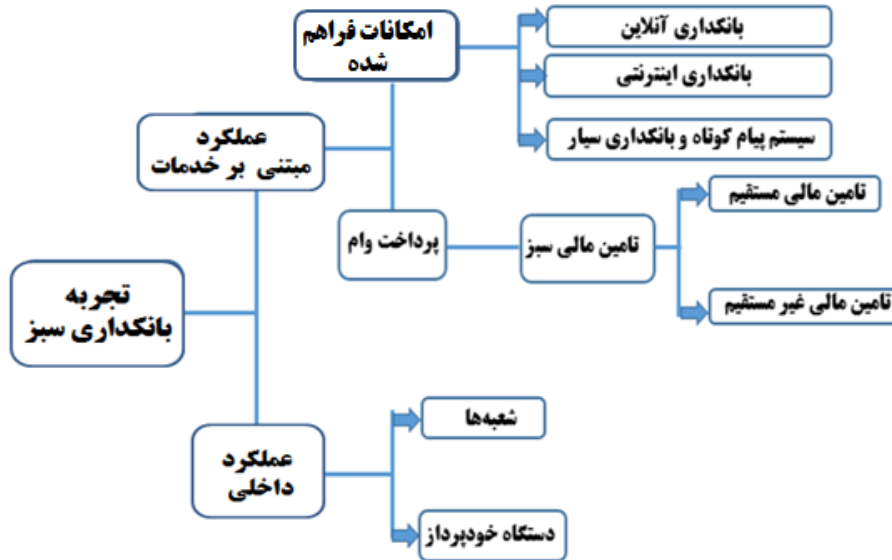 امکانات فراهم
شده
بانکداری آنلاین
بانکداری اینترنتی
سیستم پیام کوتاه و بانکداری سیار
عملکرد
مبتنی بر خدمات
پرداخت وام
تامین مالی سبز
تامین مالی مستقیم
تامین مالی غیر مستقیم
تجربه
بانکداری سبز
عملکرد
داخلی
شعبه‌ها
دستگاه خودپرداز